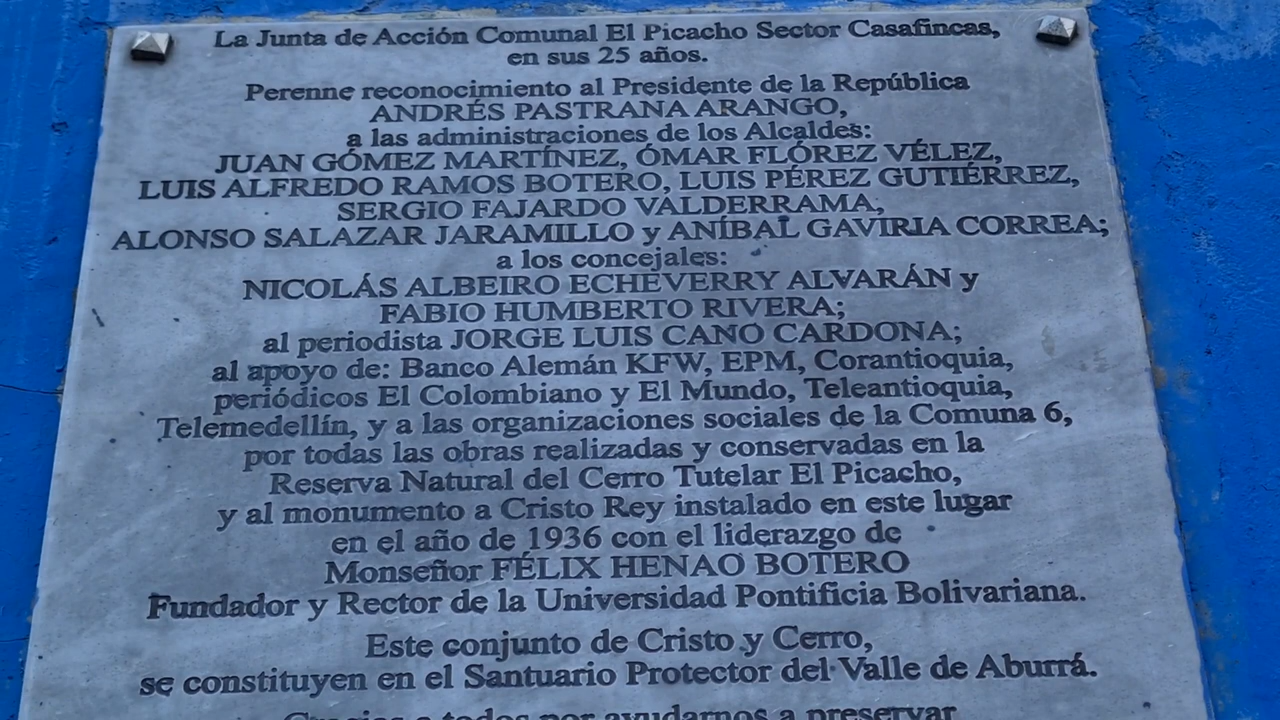 La Junta de Acción Comunal El Picacho Sector Casafincas,
en sus 25 años.
Perenne reconocimiento al Presidente de la República
ANDRÉS PASTRANA ARANGO,
a las administraciones de los Alcaldes:
JUAN GÓMEZ MARTÍNEZ, ÓMAR FLÓREZ VÉLEZ,
LUIS ALFREDO RAMOS BOTERO, LUIS PÉREZ GUTIÉRREZ,
SERGIO FAJARDO VALDERRAMA,
ALONSO SALAZAR JARAMILLO y ANÍBAL GAVIRIA CORREA;
a los concejales:
NICOLÁS ALBEIRO ECHEVERRY ALVARÁN y
FABIO HUMBERTO RIVERA;
al periodista JORGE LUIS CANO CARDONA;
al apoyo de: Banco Alemán KFW, EPM, Corantioquia,
periódicos El Colombiano y El Mundo, Teleantioquia,
Telemedellín, y a las organizaciones sociales de la Comuna 6,
por todas las obras realizadas y conservadas en la
Reserva Natural del Cerro Tutelar El Picacho,
y al monumento a Cristo Rey instalado en este lugar
en el año de 1936 con el liderazgo de
Monseñor FÉLIX HENAO BOTERO
Fundador y Rector de la Universidad Pontificia Bolivariana.
Este conjunto de Cristo y Cerro,
se constituyen en el Santuario Protector del Valle de Aburrá.
Gracias a todos por ayudarnos a preservar